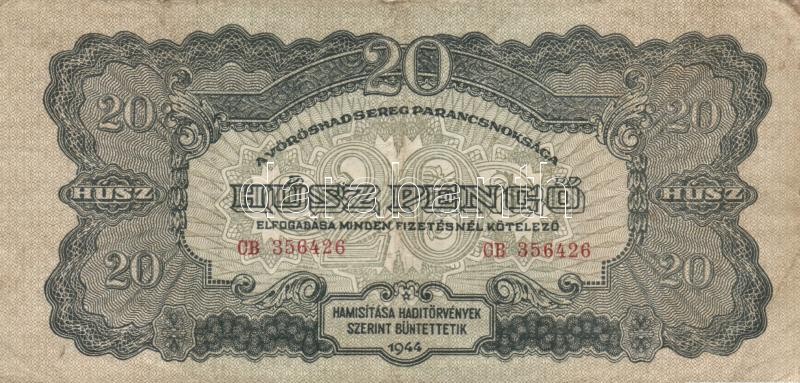 20
20 20
A VÖRÖSHADSEREG PARANCSNOKSÁGA
HÚSZ HÚSZ PENGŐ HÚSZ
ELFOGADÁSA MINDEN FIZETÉSNÉL KÖTELEZŐ
CB 356426 CB 356426
20 20
HAMISÍTÁSA HADITÖRVÉNYEK
SZERINT BÜNTETTETIK
1944